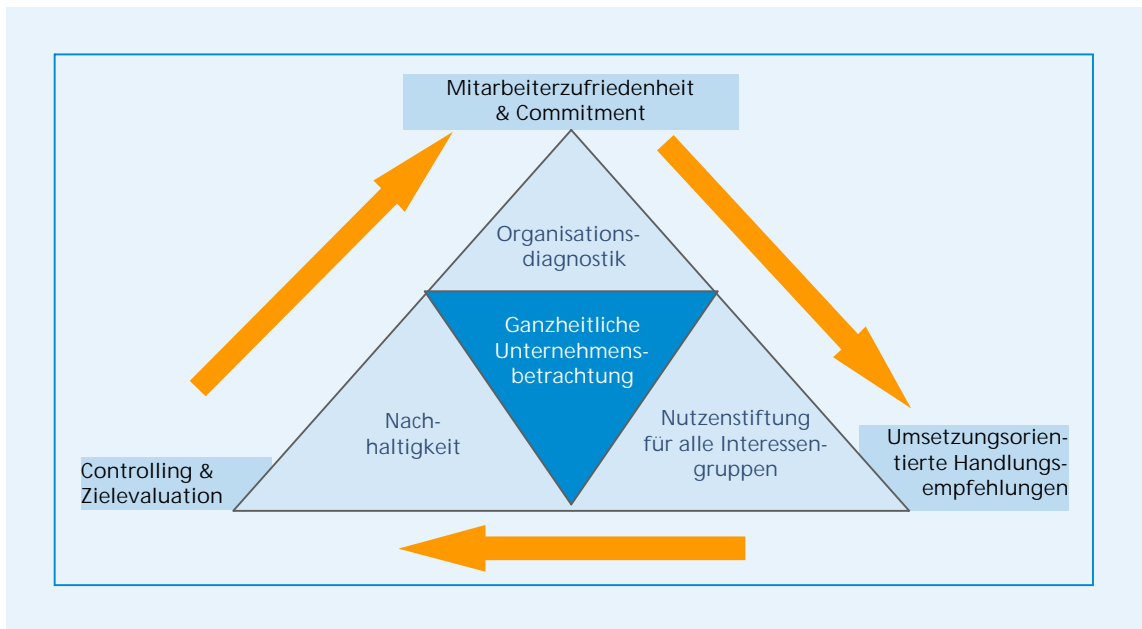 Mitarbeiterzufriedenheit
& Commitment
Organisations-
diagnostik
Ganzheitliche
Unternehmens-
betrachtung
Nach-
haltigkeit
Nutzenstiftung
für alle Interessen-
gruppen
Controlling &
Zielevaluation
Umsetzungsorien-
tierte Handlungs-
empfehlungen